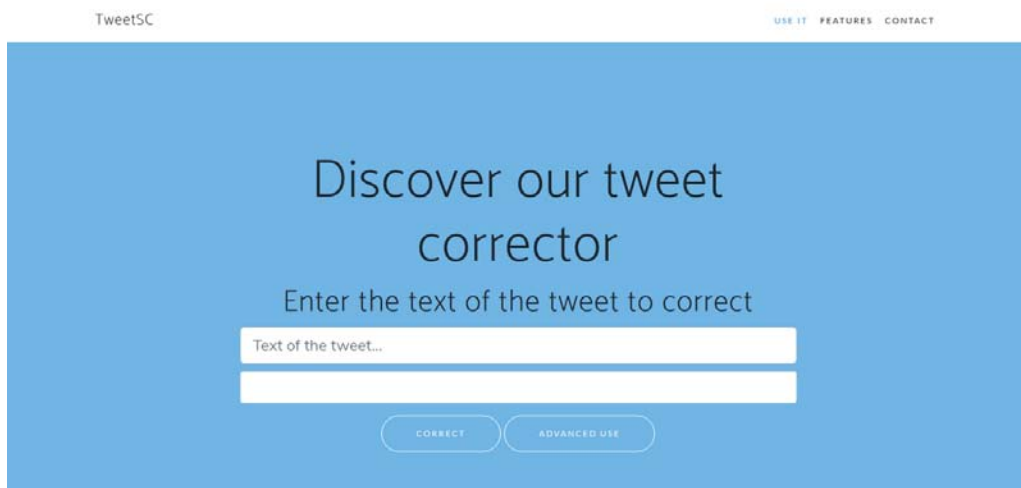 TweetSC
USE IT FEATURES CONTACT
Discover our tweet
corrector
Enter the text of the tweet to correct
Text of the tweet...
CORRECT ADVANCED USE